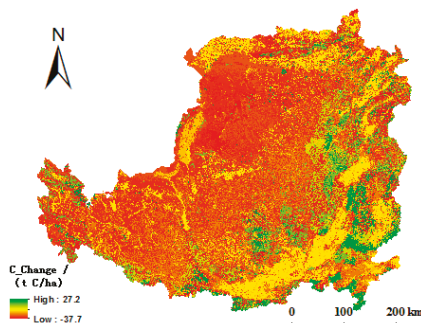 N
C_Change /
(t C/ha)
High : 27.2
Low : -37.7
0 100 200 km